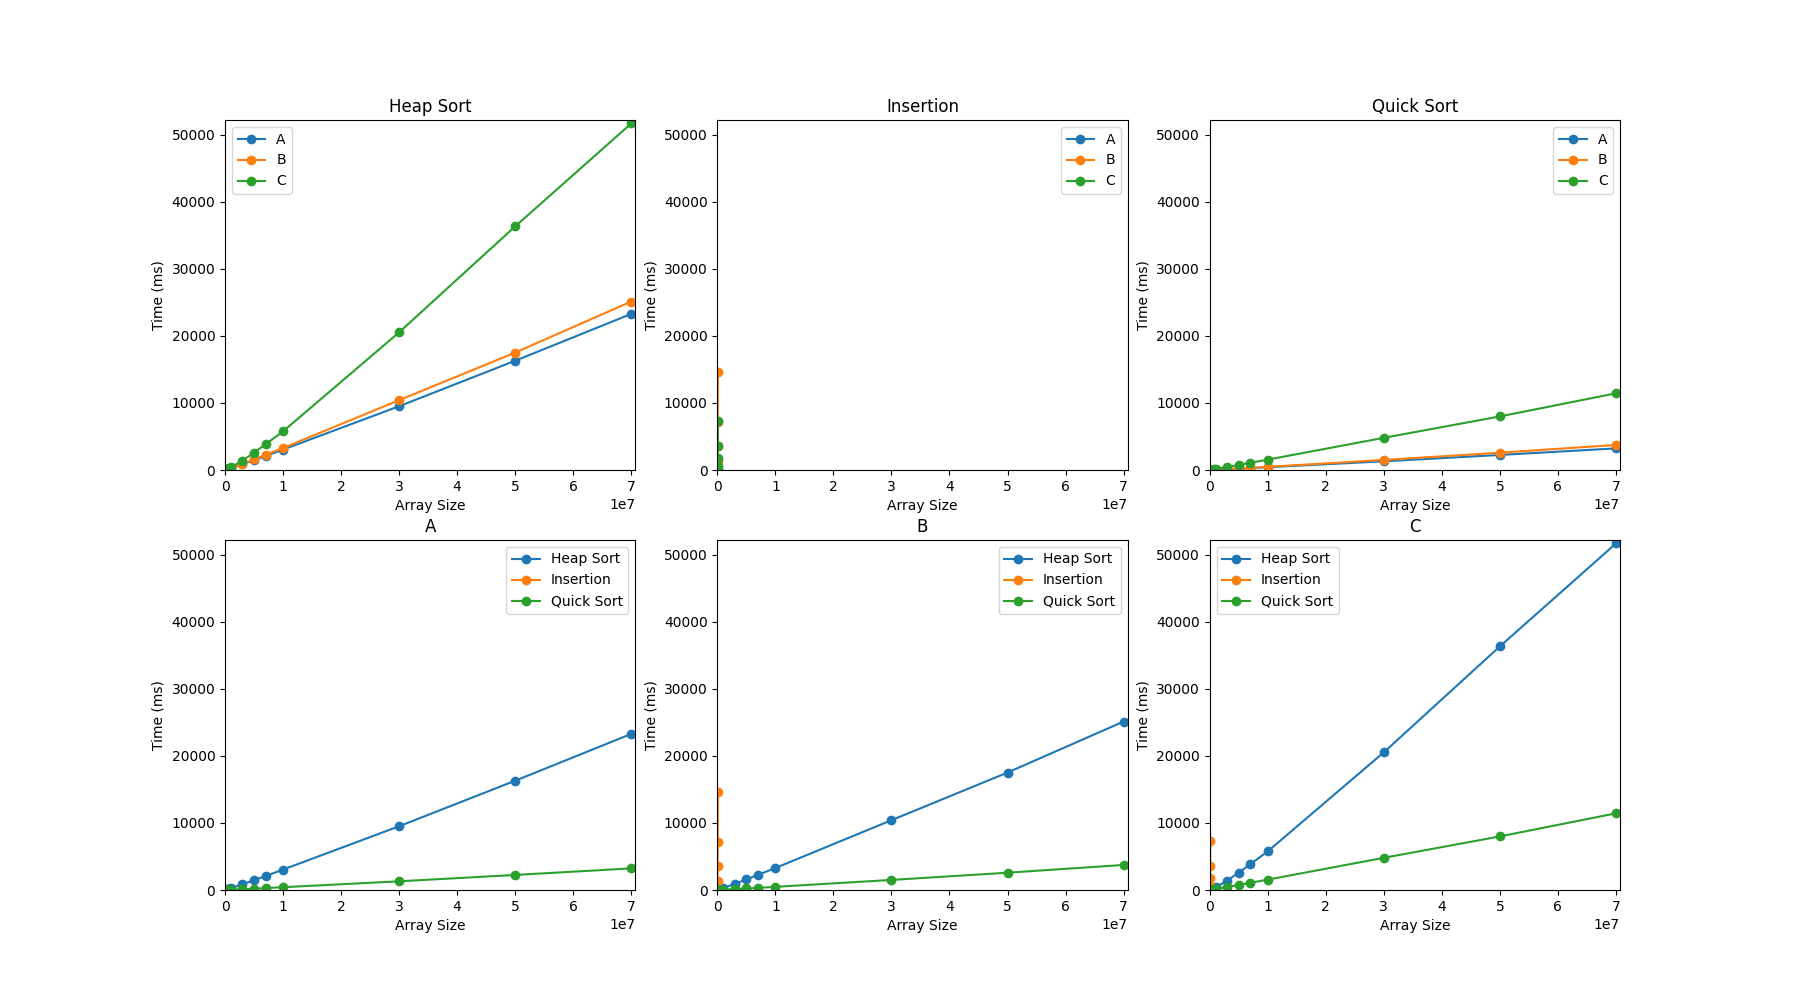 Heap Sort
Insertion
Quick Sort
50000
40000
30000
20000
10000
0
Time (ms)
A
B
C
0 1 2 3 4 5 6 7
1e7
Array Size
50000
40000
30000
20000
10000
0
Time (ms)
A
B
C
0 1 2 3 4 5 6 7
1e7
Array Size
50000
40000
30000
20000
10000
0
Time (ms)
A
B
C
0 1 2 3 4 5 6 7
1e7
Array Size
A
B
C
50000
40000
30000
20000
10000
0
Time (ms)
Heap Sort
Insertion
Quick Sort
0 1 2 3 4 5 6 7
1e7
Array Size
50000
40000
30000
20000
10000
0
Time (ms)
Heap Sort
Insertion
Quick Sort
0 1 2 3 4 5 6 7
1e7
Array Size
50000
40000
30000
20000
10000
0
Time (ms)
Heap Sort
Insertion
Quick Sort
0 1 2 3 4 5 6 7
1e7
Array Size